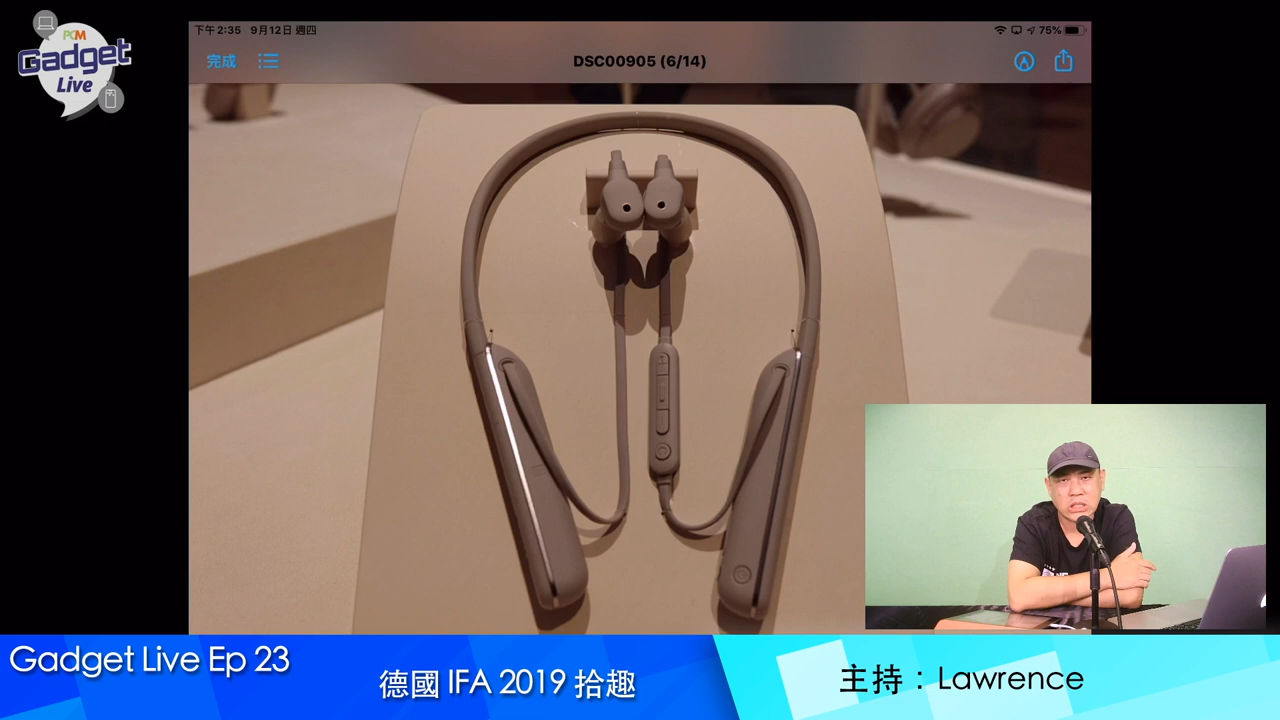 PCM
Gadget
Live
下午2:35 9月12日 週四
75%
完成
DSC00905 (6/14)
Gadget Live Ep 23
德國 IFA 2019 拾趣
主持：Lawrence